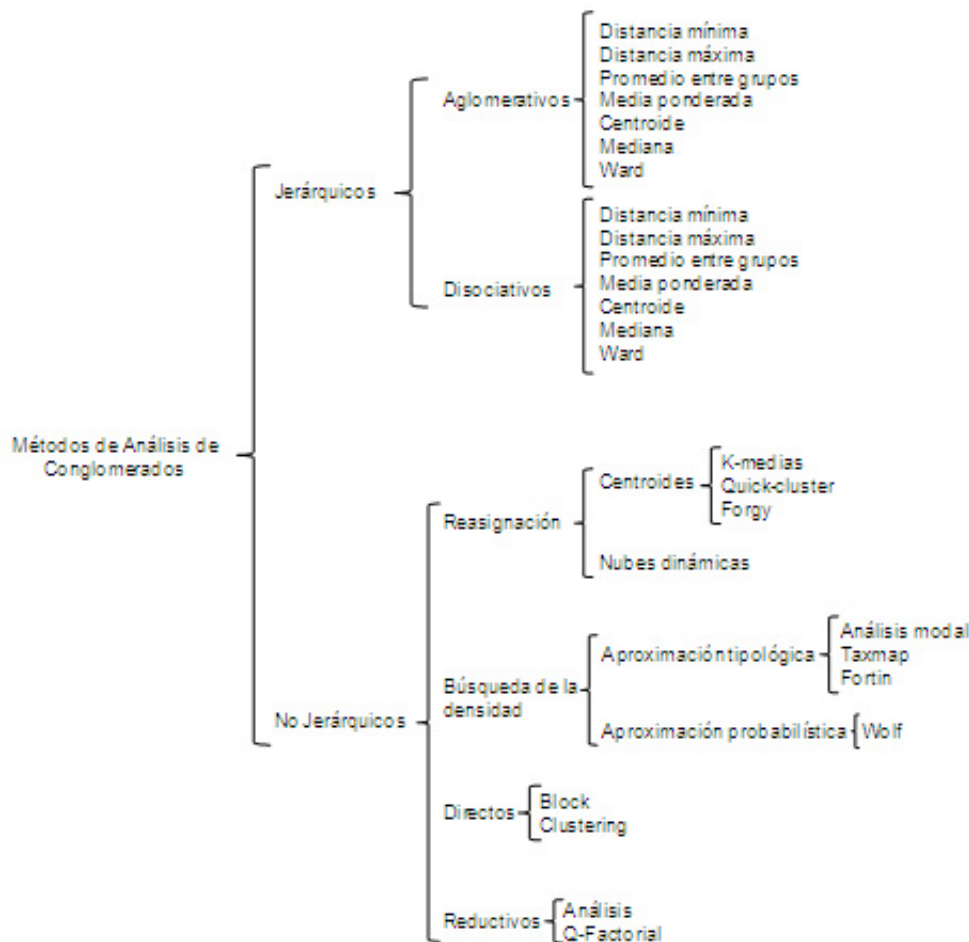 Métodos de Análisis de
Conglomerados
Jerárquicos
Aglomerativos
Distancia mínima
Distancia máxima
Promedio entre grupos
Media ponderada
Centroide
Mediana
Ward
Disociativos
Distancia mínima
Distancia máxima
Promedio entre grupos
Media ponderada
Centroide
Mediana
Ward
No Jerárquicos
Reasignación
Centroides
K-medias
Quick-cluster
Forgy
Nubes dinámicas
Búsqueda de la
densidad
Aproximación tipológica
Análisis modal
Taxmap
Fortin
Aproximación probabilística
Wolf
Directos
Block
Clustering
Reductivos
Análisis
Q-Factorial